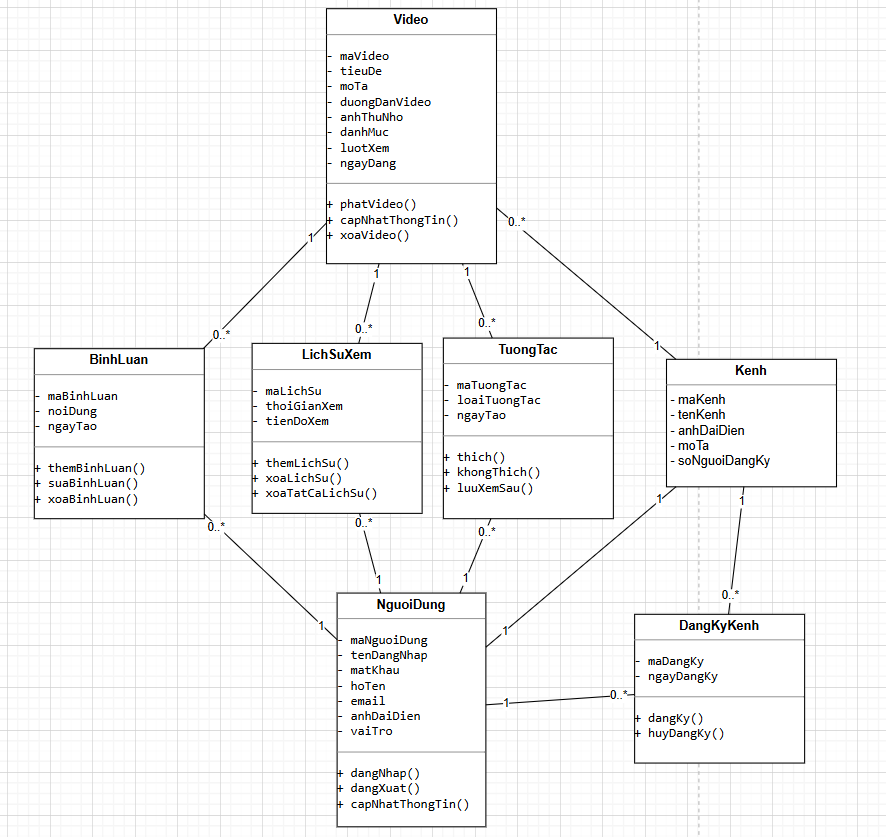 Video
- maVideo
- tieuDe
- moTa
- duongDanVideo
- anhThuNho
- danhMuc
- luotXem
- ngayDang
+ phatVideo()
+ capNhatThongTin()
+ xoaVideo()
1
0..*
1
0..*
1
0..*
0..*
1
BinhLuan
- maBinhLuan
- noiDung
- ngayTao
+ themBinhLuan()
+ suaBinhLuan()
+ xoaBinhLuan()
LichSuXem
- maLichSu
- thoiGianXem
- tienDoXem
+ themLichSu()
+ xoaLichSu()
+ xoaTatCaLichSu()
TuongTac
- maTuongTac
- loaiTuongTac
- ngayTao
+ thich()
+ khongThich()
+ luuXemSau()
Kenh
- maKenh
- tenKenh
- anhDaiDien
- moTa
- soNguoiDangKy
0..*
1
0..*
1
0..*
1
1
1
1
0..*
NguoiDung
- maNguoiDung
- tenDangNhap
- matKhau
- hoTen
- email
- anhDaiDien
- vaiTro
+ dangNhap()
+ dangXuat()
+ capNhatThongTin()
1
0..*
DangKyKenh
- maDangKy
- ngayDangKy
+ dangKy()
+ huyDangKy()